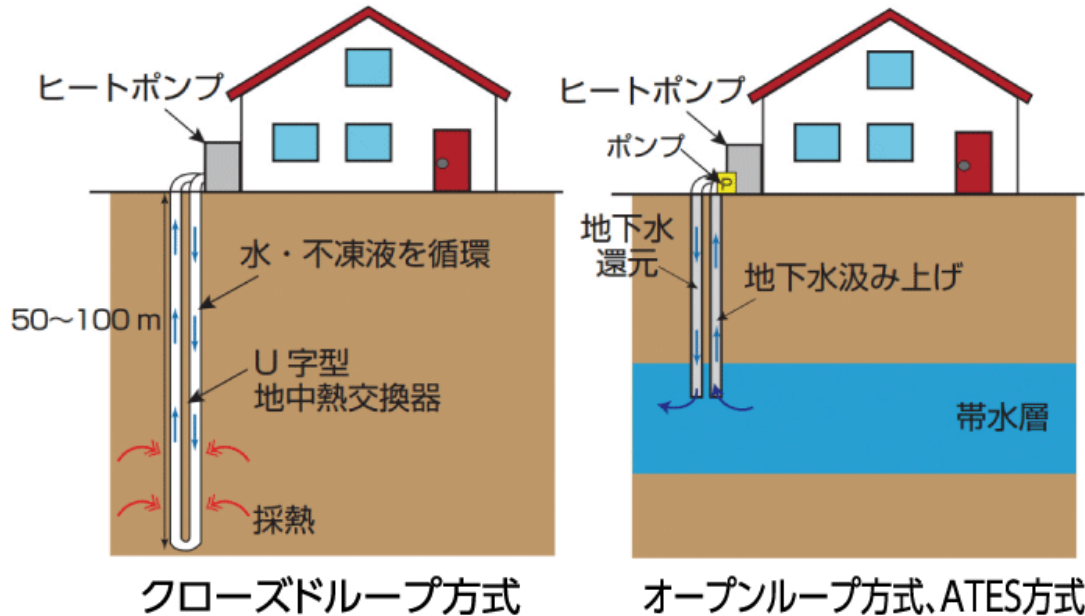 ヒートポンプ
水・不凍液を循環
50～100 m
U 字型
地中熱交換器
採熱
クローズドループ方式
ヒートポンプ
ポンプ
P
地下水
還元
地下水汲み上げ
帯水層
オープンループ方式、ATES方式